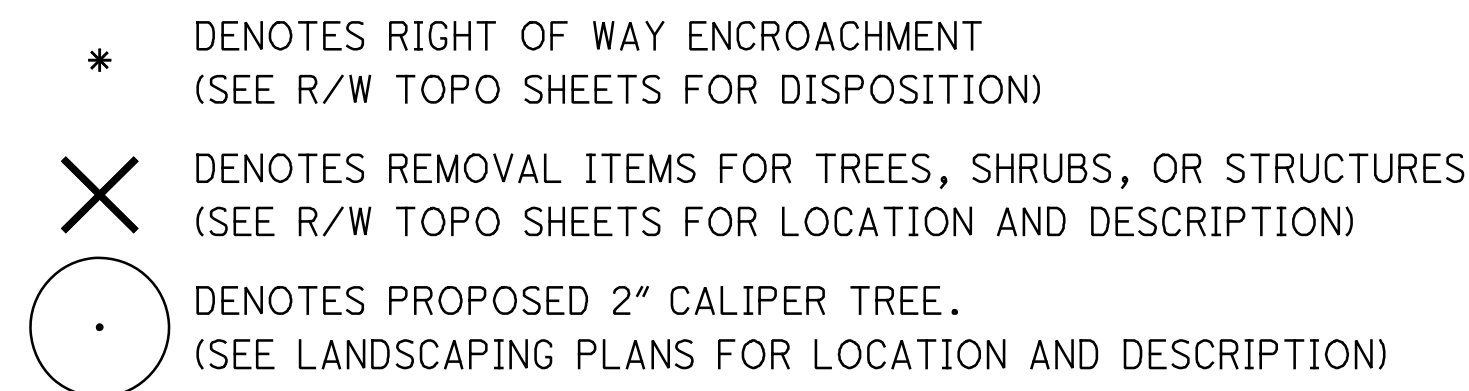 * DENOTES RIGHT OF WAY ENCROACHMENT
(SEE R/W TOPO SHEETS FOR DISPOSITION)
DENOTES REMOVAL ITEMS FOR TREES, SHRUBS, OR STRUCTURES
(SEE R/W TOPO SHEETS FOR LOCATION AND DESCRIPTION)
DENOTES PROPOSED 2" CALIPER TREE.
(SEE LANDSCAPING PLANS FOR LOCATION AND DESCRIPTION)